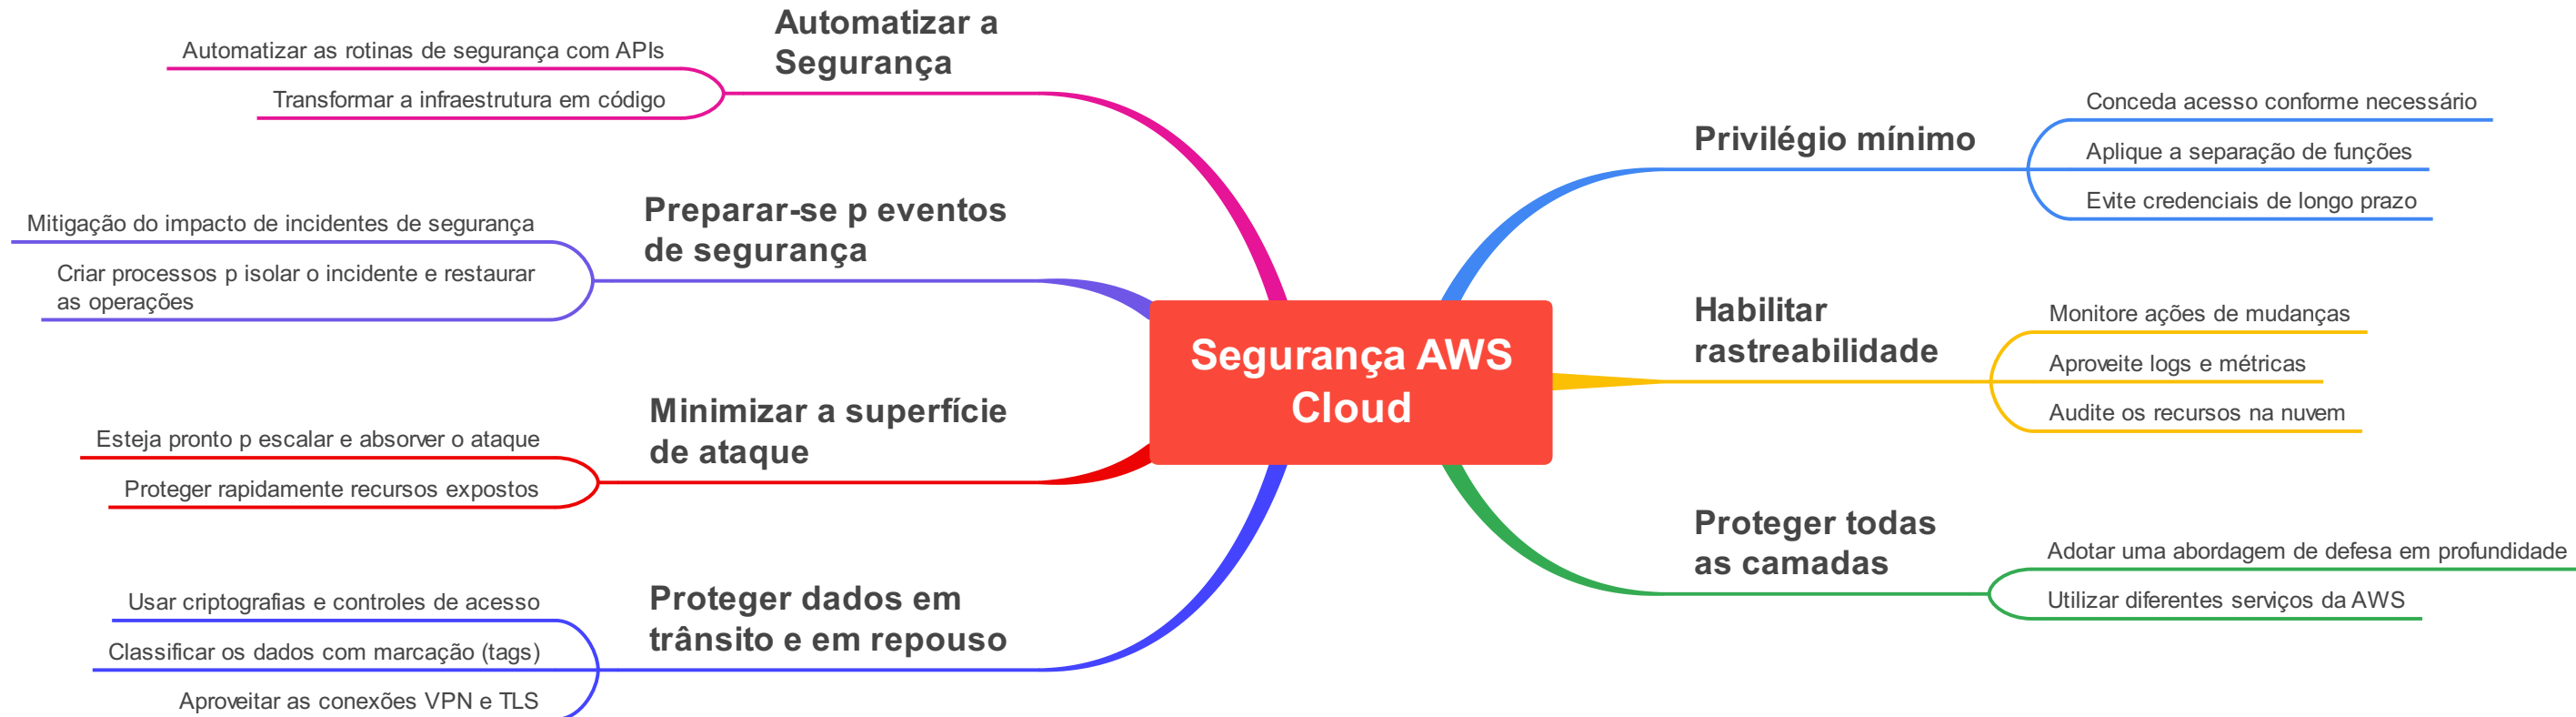 Segurança AWS
Cloud
Privilégio mínimo
Conceda acesso conforme necessário
Aplique a separação de funções
Evite credenciais de longo prazo
Habilitar
rastreabilidade
Monitore ações de mudanças
Aproveite logs e métricas
Audite os recursos na nuvem
Proteger todas
as camadas
Adotar uma abordagem de defesa em profundidade
Utilizar diferentes serviços da AWS
Automatizar a
Segurança
Automatizar as rotinas de segurança com APIs
Transformar a infraestrutura em código
Preparar-se p eventos
de segurança
Mitigação do impacto de incidentes de segurança
Criar processos p isolar o incidente e restaurar
as operações
Minimizar a superfície
de ataque
Esteja pronto p escalar e absorver o ataque
Proteger rapidamente recursos expostos
Proteger dados em
trânsito e em repouso
Usar criptografias e controles de acesso
Classificar os dados com marcação (tags)
Aproveitar as conexões VPN e TLS